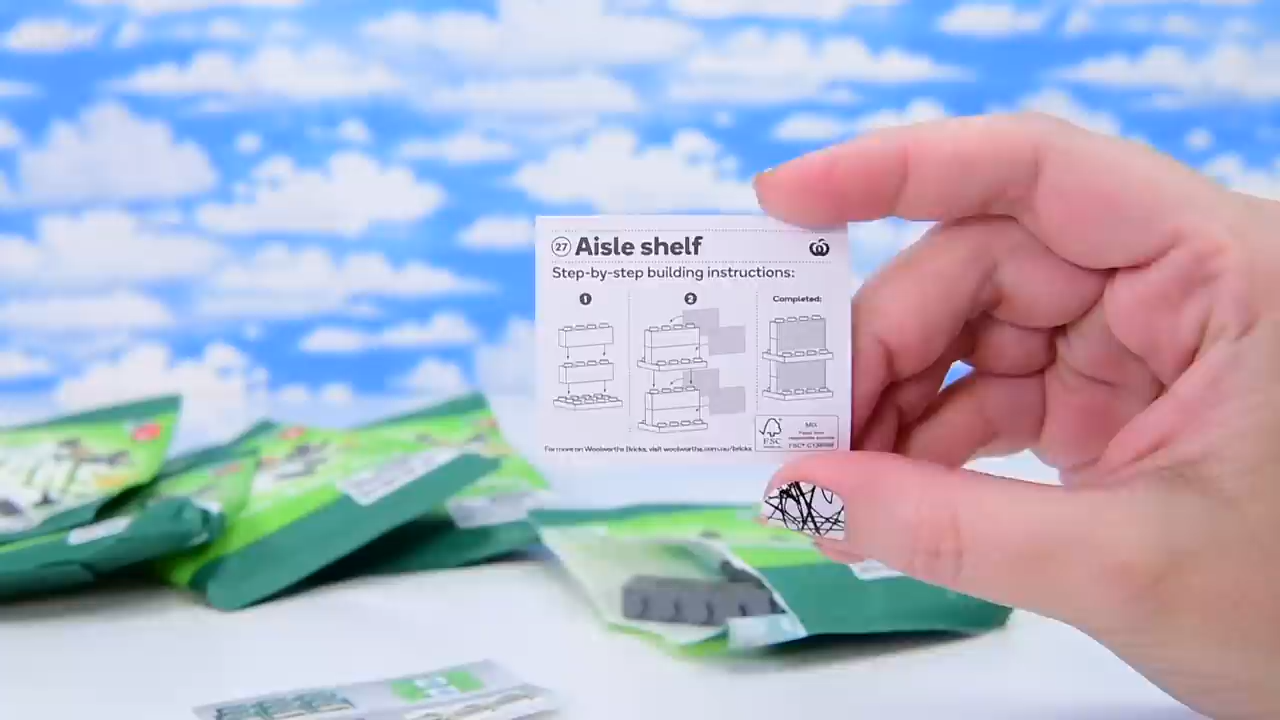 27 Aisle shelf
Step-by-step building instructions:
1
2
Completed:
FSC
MIX
For more on Woolworths Bricks, visit woolworths.com.au/bricks